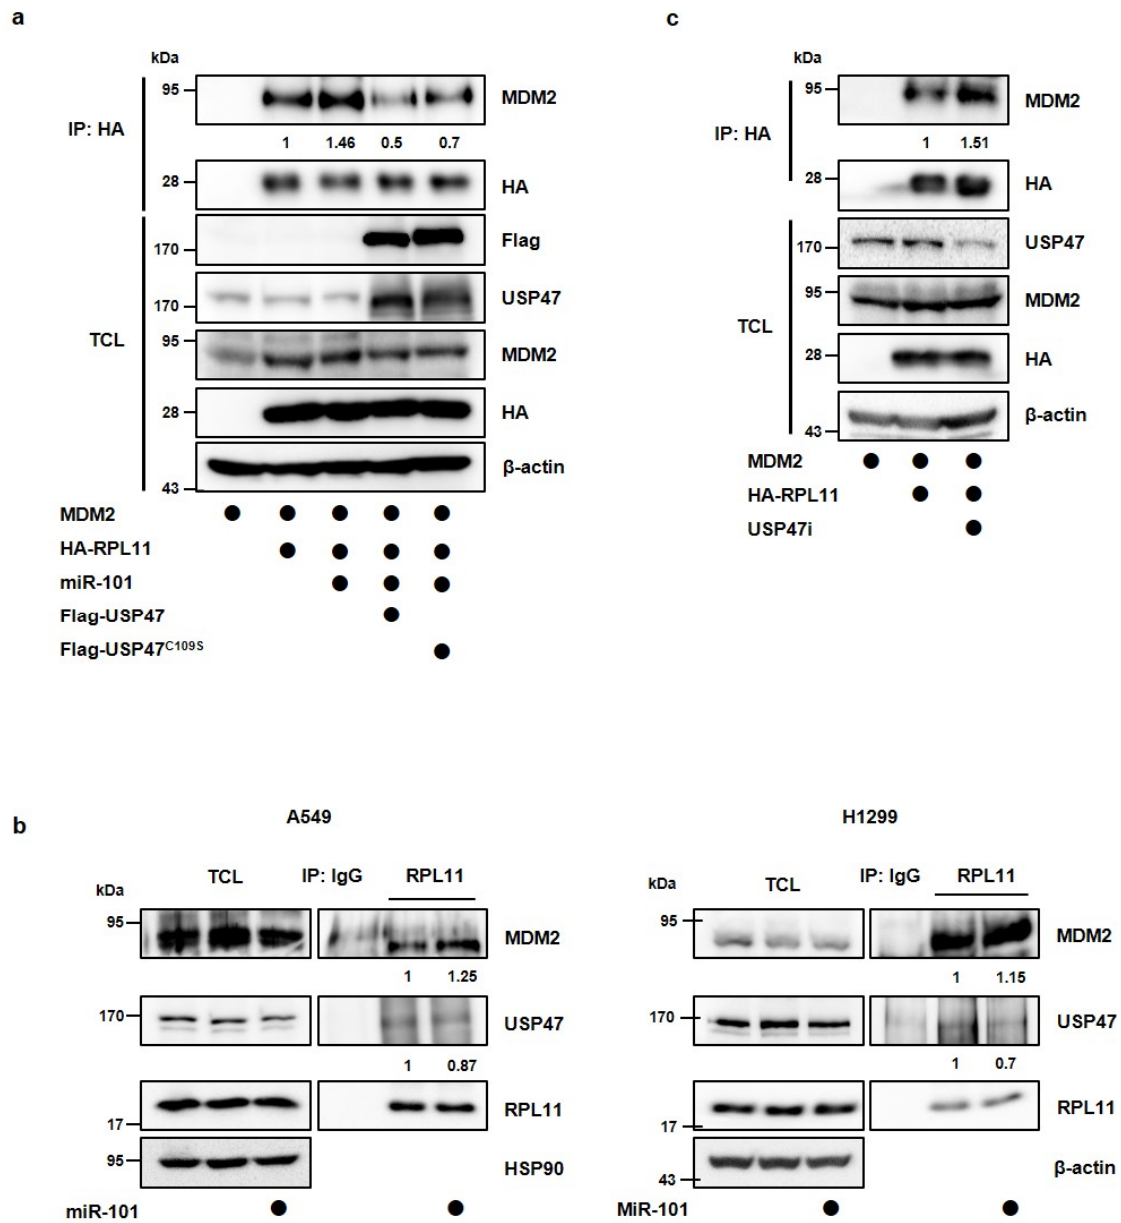 a
kDa
IP: HA
95
MDM2
1 1.46 0.5 0.7
28
HA
TCL
Flag
170
USP47
170
95
MDM2
28
HA
β-actin
43
MDM2
HA-RPL11
miR-101
Flag-USP47
Flag-USP47C109S
c
kDa
IP: HA
95
MDM2
1 1.51
28
HA
TCL
USP47
170
95
MDM2
28
HA
β-actin
43
MDM2
HA-RPL11
USP47i
b
A549
kDa
TCL
IP: IgG
RPL11
95
MDM2
1 1.25
170
USP47
1 0.87
RPL11
17
95
HSP90
miR-101
H1299
kDa
TCL
IP: IgG
RPL11
95
MDM2
1 1.15
170
USP47
1 0.7
RPL11
17
β-actin
43
MiR-101